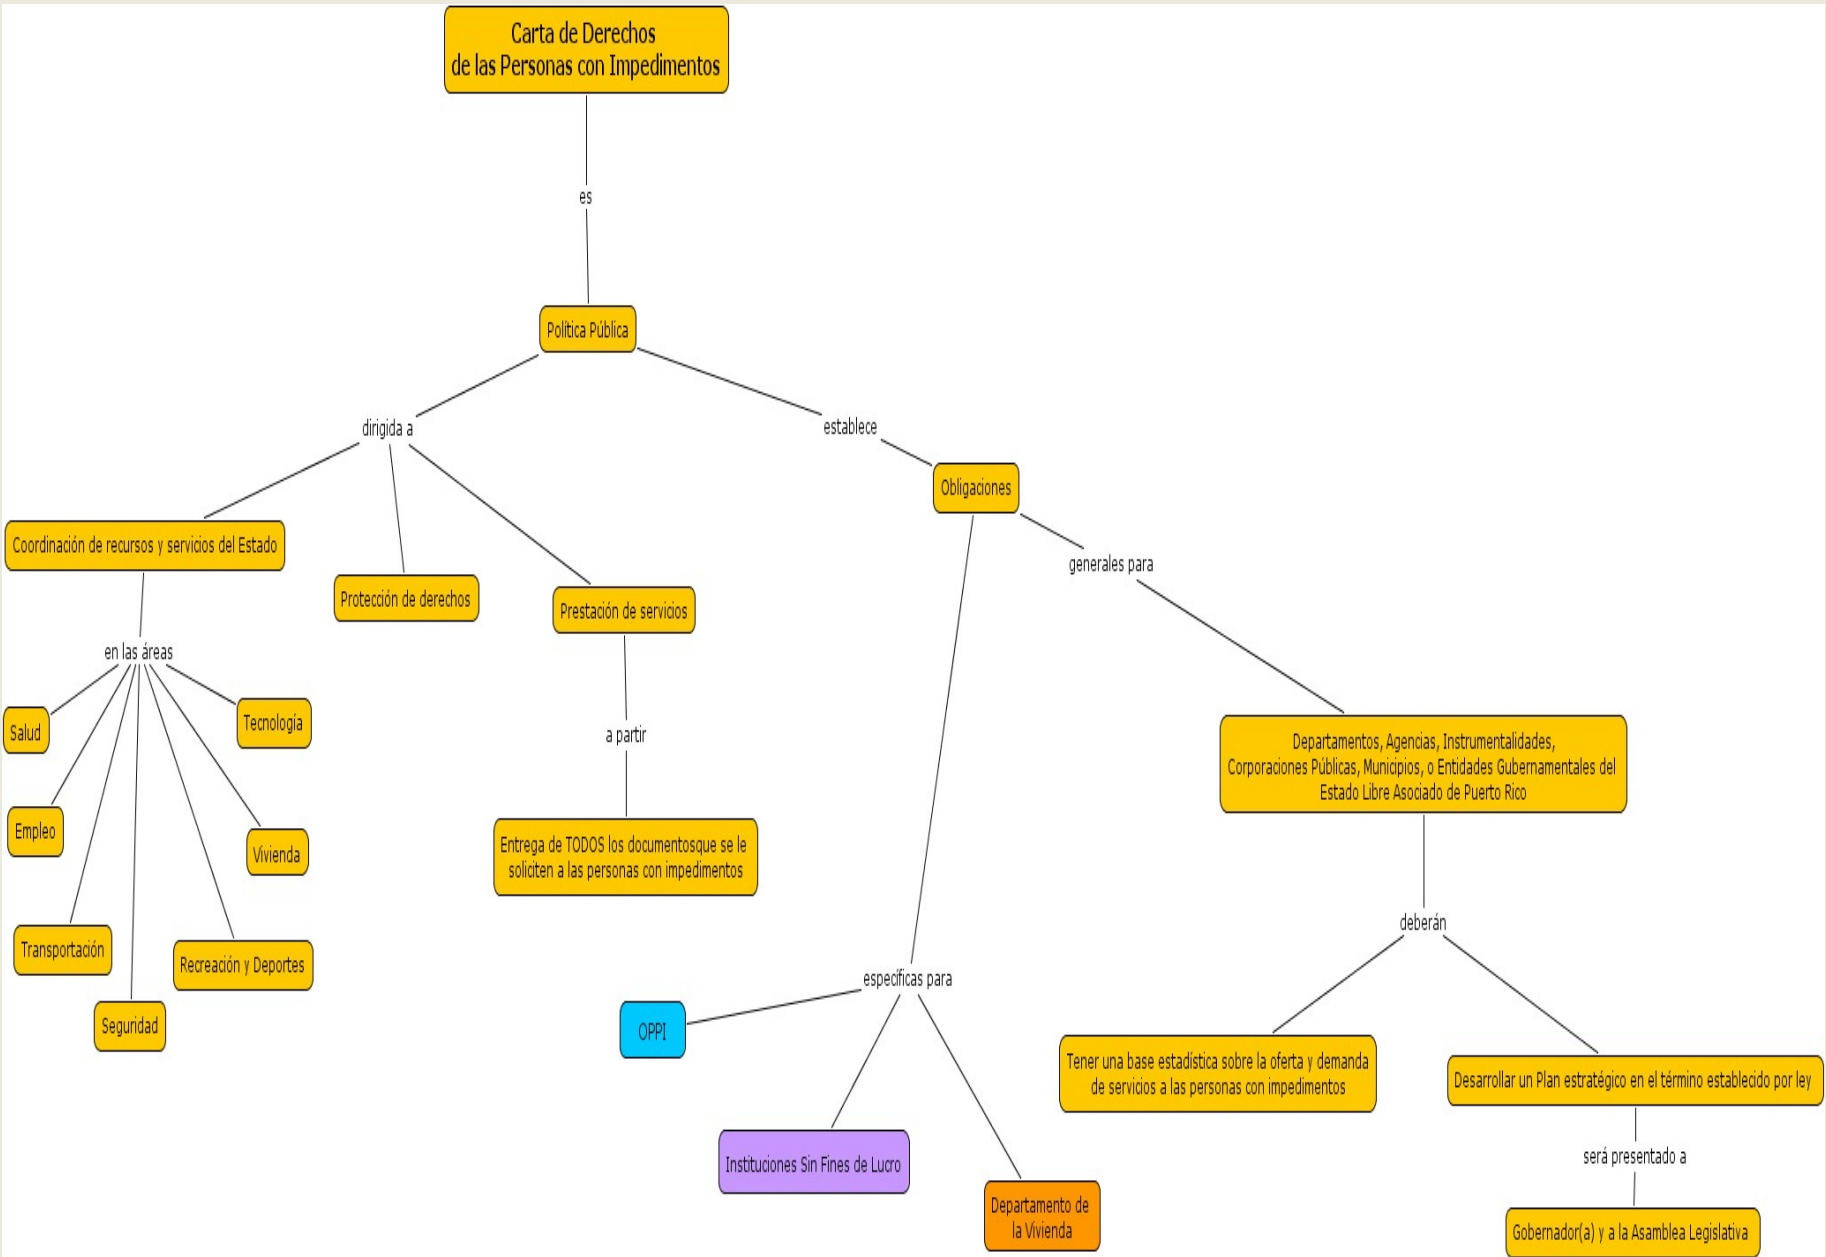 Carta de Derechos
de las Personas con Impedimentos
es
Política Pública
dirigida a
establece
Obligaciones
Coordinación de recursos y servicios del Estado
Protección de derechos
Prestación de servicios
generales para
en las áreas
Salud
Tecnología
Empleo
Vivienda
Transportación
Recreación y Deportes
Seguridad
a partir
Entrega de TODOS los documentosque se le
soliciten a las personas con impedimentos
Departamentos, Agencias, Instrumentalidades,
Corporaciones Públicas, Municipios, o Entidades Gubernamentales del
Estado Libre Asociado de Puerto Rico
específicas para
OPPI
Instituciones Sin Fines de Lucro
Departamento de
la Vivienda
deberán
Tener una base estadística sobre la oferta y demanda
de servicios a las personas con impedimentos
Desarrollar un Plan estratégico en el término establecido por ley
será presentado a
Gobernador(a) y a la Asamblea Legislativa